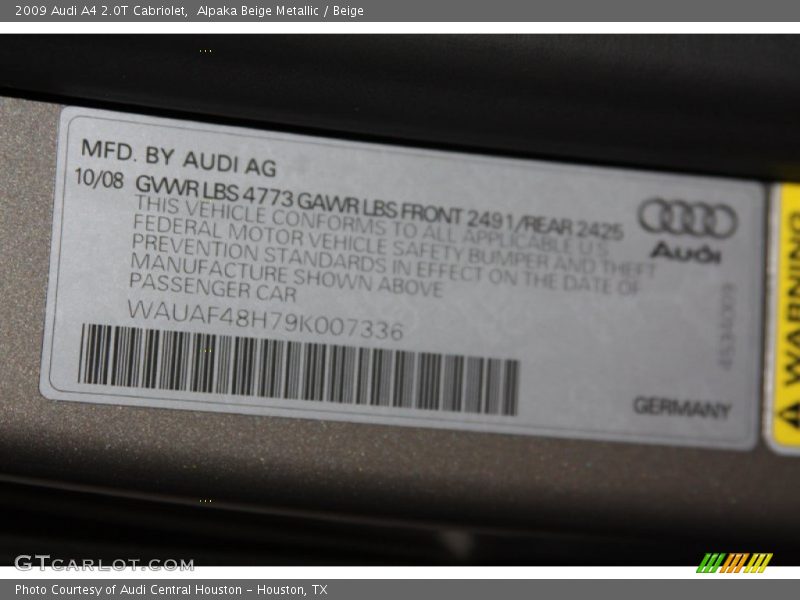 2009 Audi A4 2.0T Cabriolet,  Alpaka Beige Metallic / Beige
MFD. BY AUDI AG
10/08 GVWR LBS 4773 GAWR LBS FRONT 2491/REAR 2425
THIS VEHICLE CONFORMS TO ALL APPLICABLE U.S.
FEDERAL MOTOR VEHICLE SAFETY BUMPER AND THEFT
PREVENTION STANDARDS IN EFFECT ON THE DATE OF
MANUFACTURE SHOWN ABOVE
PASSENGER CAR
WAUAF48H79K007336
Audi
GERMANY
WARNING
GTCARLOT.COM
Photo Courtesy of Audi Central Houston - Houston, TX